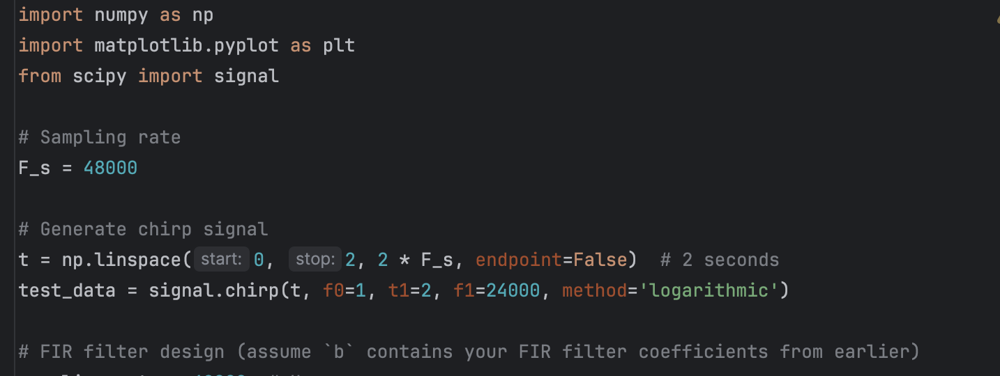 import numpy as np
import matplotlib.pyplot as plt
from scipy import signal
# Sampling rate
F_s = 48000
# Generate chirp signal
t = np.linspace( start: 0, stop: 2, 2 * F_s, endpoint=False)  # 2 seconds
test_data = signal.chirp(t, f0=1, t1=2, f1=24000, method='logarithmic')
# FIR filter design (assume `b` contains your FIR filter coefficients from earlier)